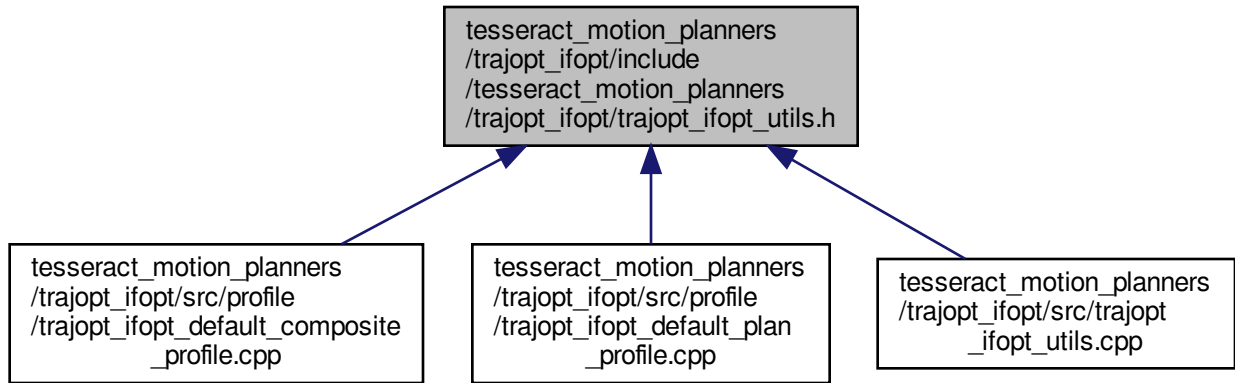 tesseract_motion_planners
/trajopt_ifopt/include
/tesseract_motion_planners
/trajopt_ifopt/trajopt_ifopt_utils.h
tesseract_motion_planners
/trajopt_ifopt/src/profile
/trajopt_ifopt_default_composite
_profile.cpp
tesseract_motion_planners
/trajopt_ifopt/src/profile
/trajopt_ifopt_default_plan
_profile.cpp
tesseract_motion_planners
/trajopt_ifopt/src/trajopt
_ifopt_utils.cpp